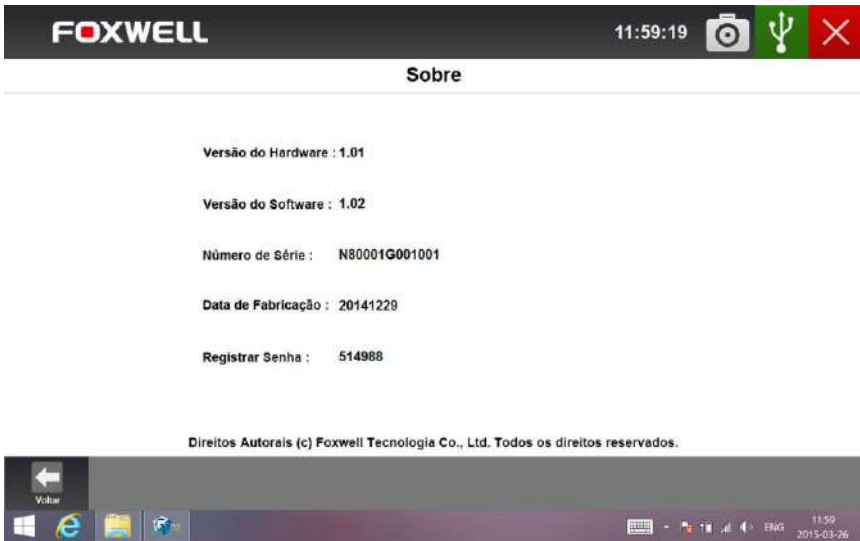 FOXWELL
11:59:19
Sobre
Versão do Hardware : 1.01
Versão do Software : 1.02
Número de Série : N80001G001001
Data de Fabricação : 20141229
Registrar Senha : 514988
Direitos Autorais (c) Foxwell Tecnologia Co., Ltd. Todos os direitos reservados.
Voltar
ENG
11:59
2015-03-26